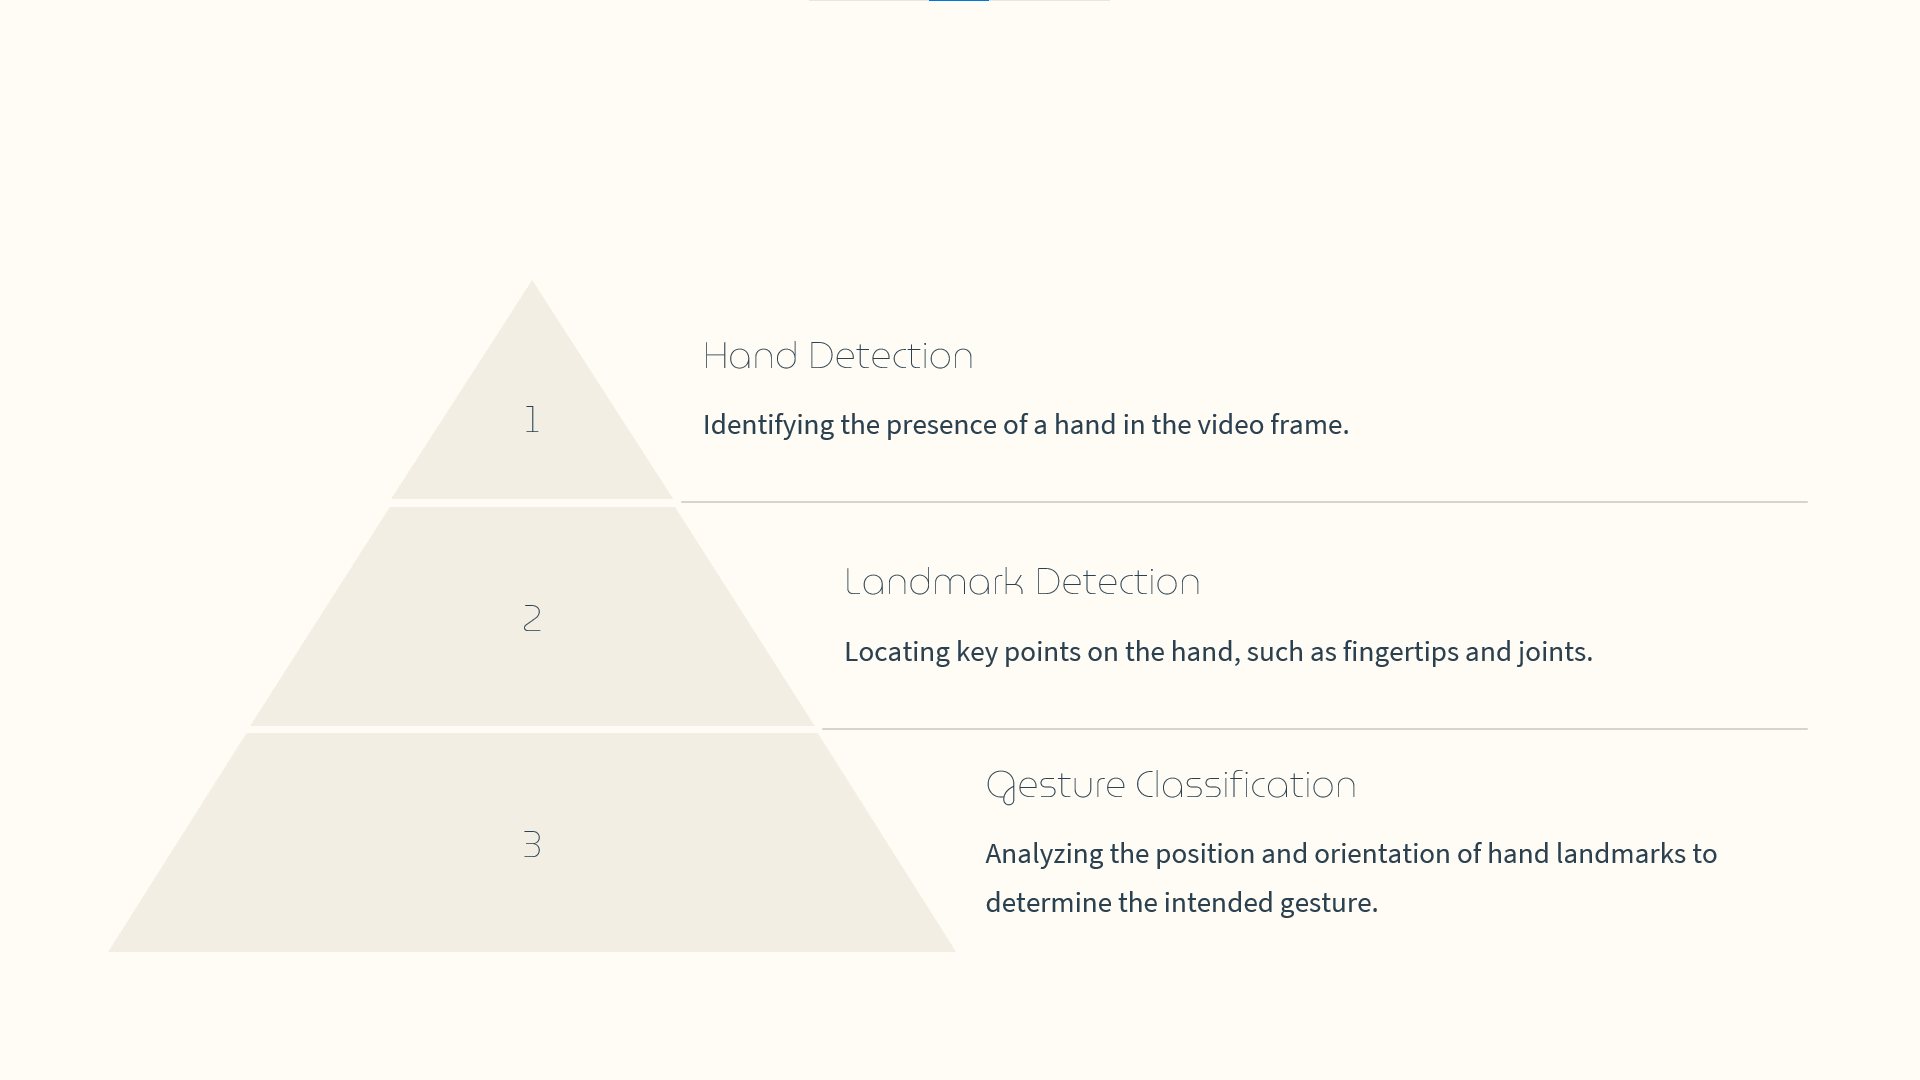 1
Hand Detection
Identifying the presence of a hand in the video frame.
2
Landmark Detection
Locating key points on the hand, such as fingertips and joints.
3
Gesture Classification
Analyzing the position and orientation of hand landmarks to
determine the intended gesture.